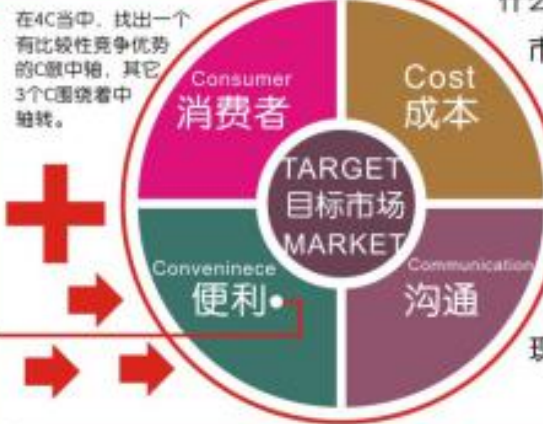 在4C当中，找出一个
有比较性竞争优势
的C做中轴，其它
3个C围绕着中
轴转。
Consumer
消费者
Cost
成本
TARGET
目标市场
MARKET
Conveninece
便利
Communication
沟通